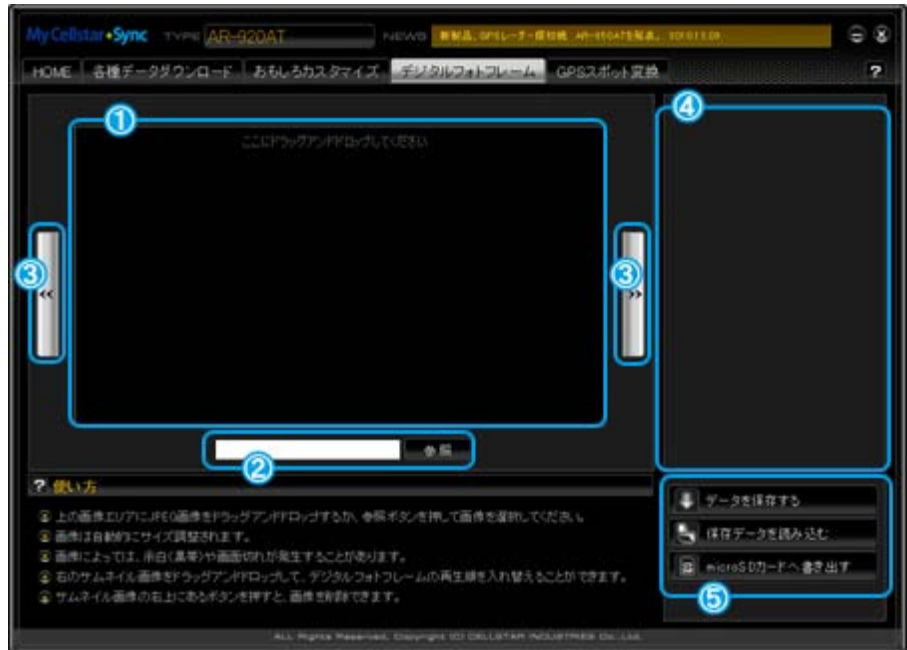 My Cellstar•Sync TYPE AR-920AT NEWS
HOME 各種データダウンロード おもしろカスタマイズ デジタルフォトフレーム GPSスポット変換 ?
① ④
ここにドラッグアンドドロップしてください
③ ③
<< >>
参照
②
? 使い方
上の画像エリアにJPEG画像をドラッグアンドドロップするか、参照ボタンを押して画像を選択してください。
画像は自動的にサイズ調整されます。
画像によっては、余白(黒帯)や画面切れが発生することがあります。
右のサムネイル画像をドラッグアンドドロップして、デジタルフォトフレームの再生順を入れ替えることができます。
サムネイル画像の右上にあるボタンを押すと、画像を削除できます。
データを保存する
保存データを読み込む
microSDカードへ書き出す
⑤
ALL Rights Reserved, Copyright (C) CELLSTAR INDUSTRIES Co.,Ltd.